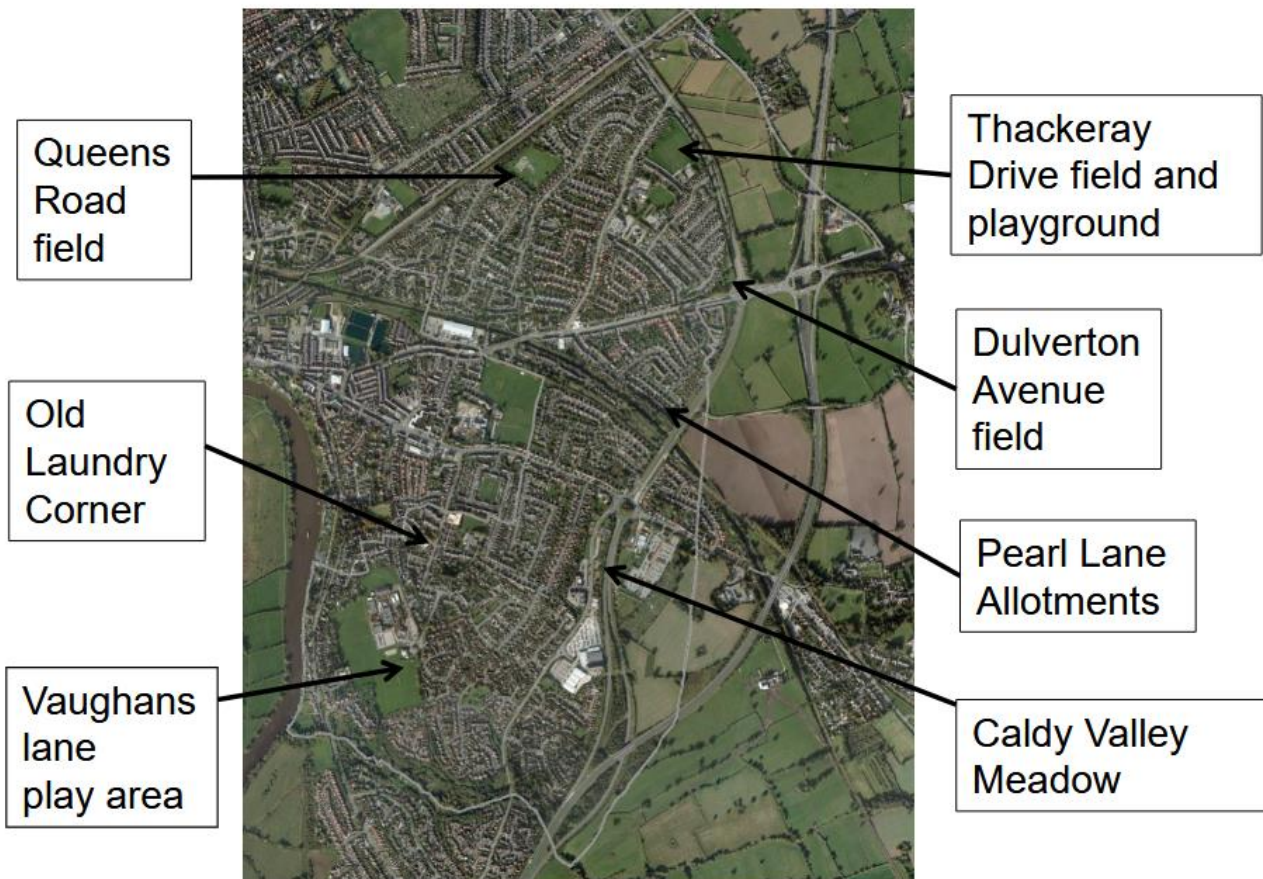 Queens
Road
field
Old
Laundry
Corner
Vaughans
lane
play area
Thackeray
Drive field and
playground
Dulverton
Avenue
field
Pearl Lane
Allotments
Caldy Valley
Meadow